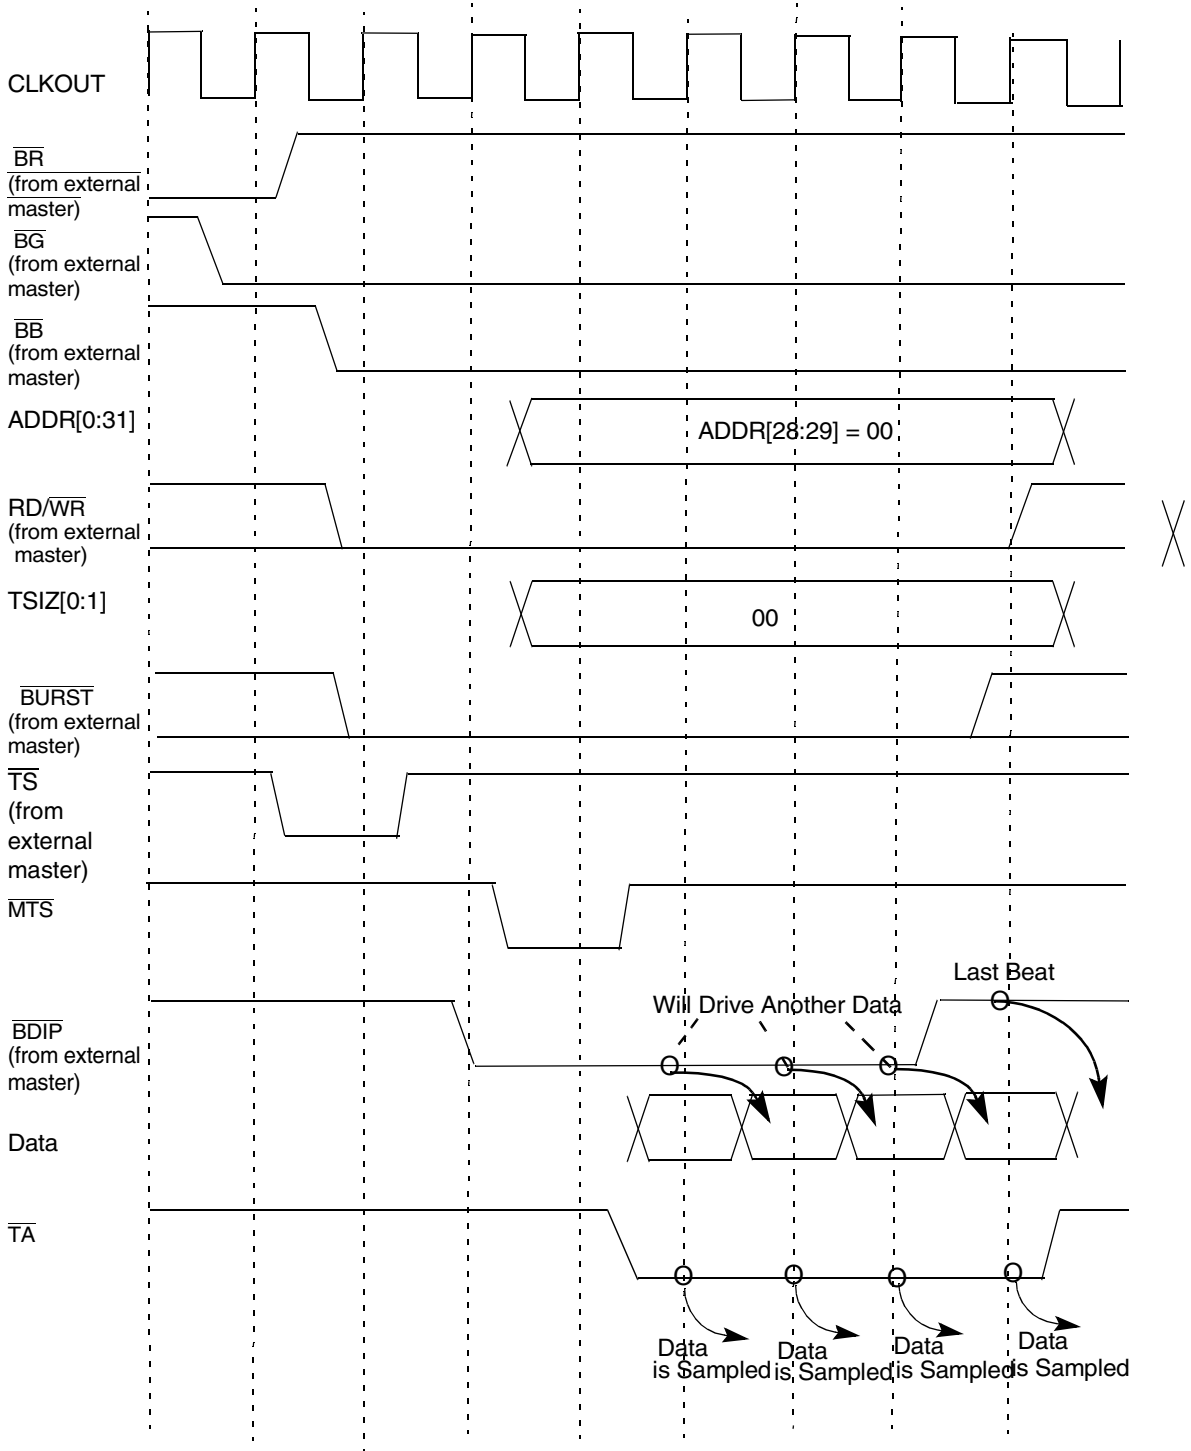 CLKOUT
BR
(from external
master)
BG
(from external
master)
BB
(from external
master)
ADDR[0:31]
ADDR[28:29] = 00
RD/WR
(from external
master)
TSIZ[0:1]
00
BURST
(from external
master)
TS
(from
external
master)
MTS
Last Beat
Will Drive Another Data
BDIP
(from external
master)
Data
TA
Data
is Sampled
Data
is Sampled
Data
is Sampled
Data
is Sampled